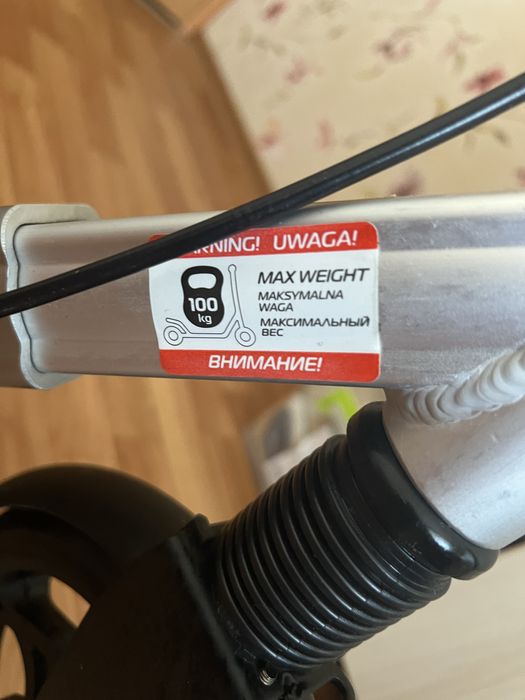 UWAGA!
100
kg
MAX WEIGHT
MAKSYMALNA
WAGA
МАКСИМАЛЬНЫЙ
ВЕС
ВНИМАНИЕ!